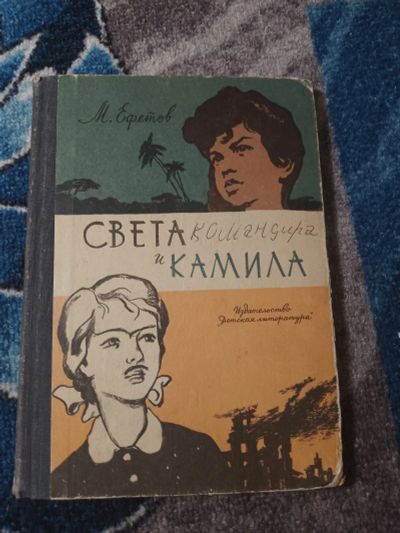 М. Ефетов
СВЕТА командира
и КАМИЛА
Издательство
"Детская литература"